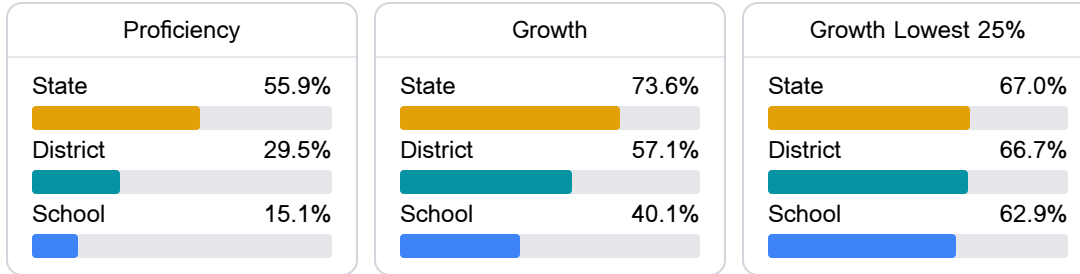 Proficiency
State 55.9%
District 29.5%
School 15.1%
Growth
State 73.6%
District 57.1%
School 40.1%
Growth Lowest 25%
State 67.0%
District 66.7%
School 62.9%